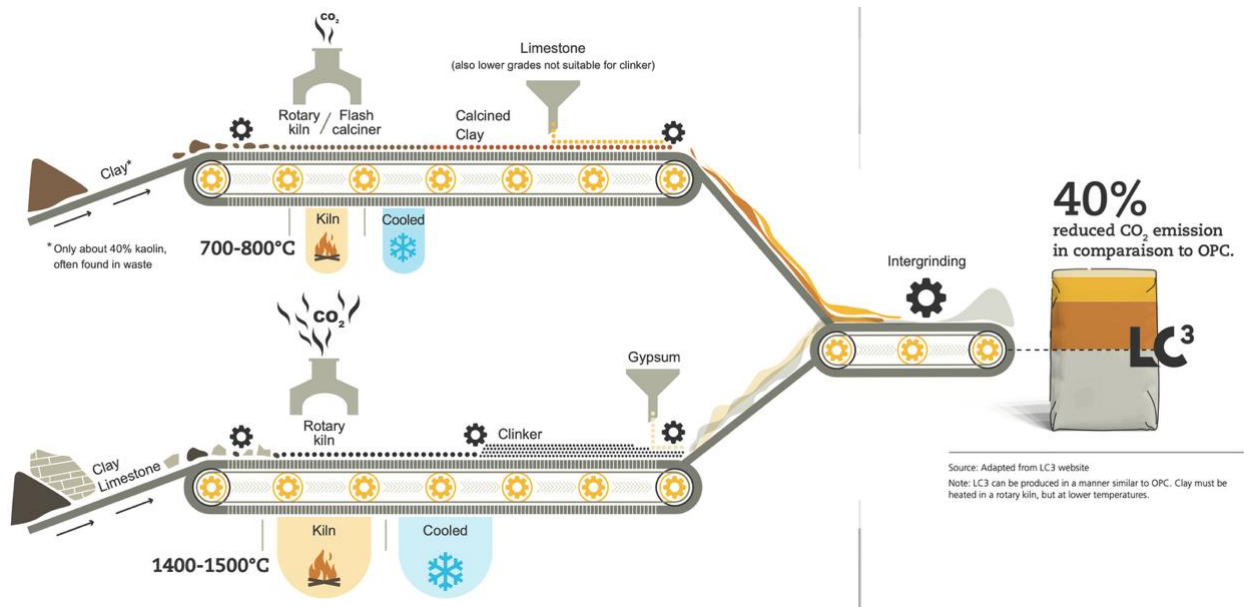 CO₂
Limestone
(also lower grades not suitable for clinker)
Rotary
kiln / Flash
calciner
Calcined
Clay
Clay*
Kiln
Cooled
700-800°C
* Only about 40% kaolin,
often found in waste
40%
reduced CO₂ emission
in comparaison to OPC.
Intergrinding
LC³
CO₂
Gypsum
Rotary
kiln
Clinker
Clay
Limestone
Kiln
Cooled
1400-1500°C
Source: Adapted from LC3 website
Note: LC3 can be produced in a manner similar to OPC. Clay must be
heated in a rotary kiln, but at lower temperatures.